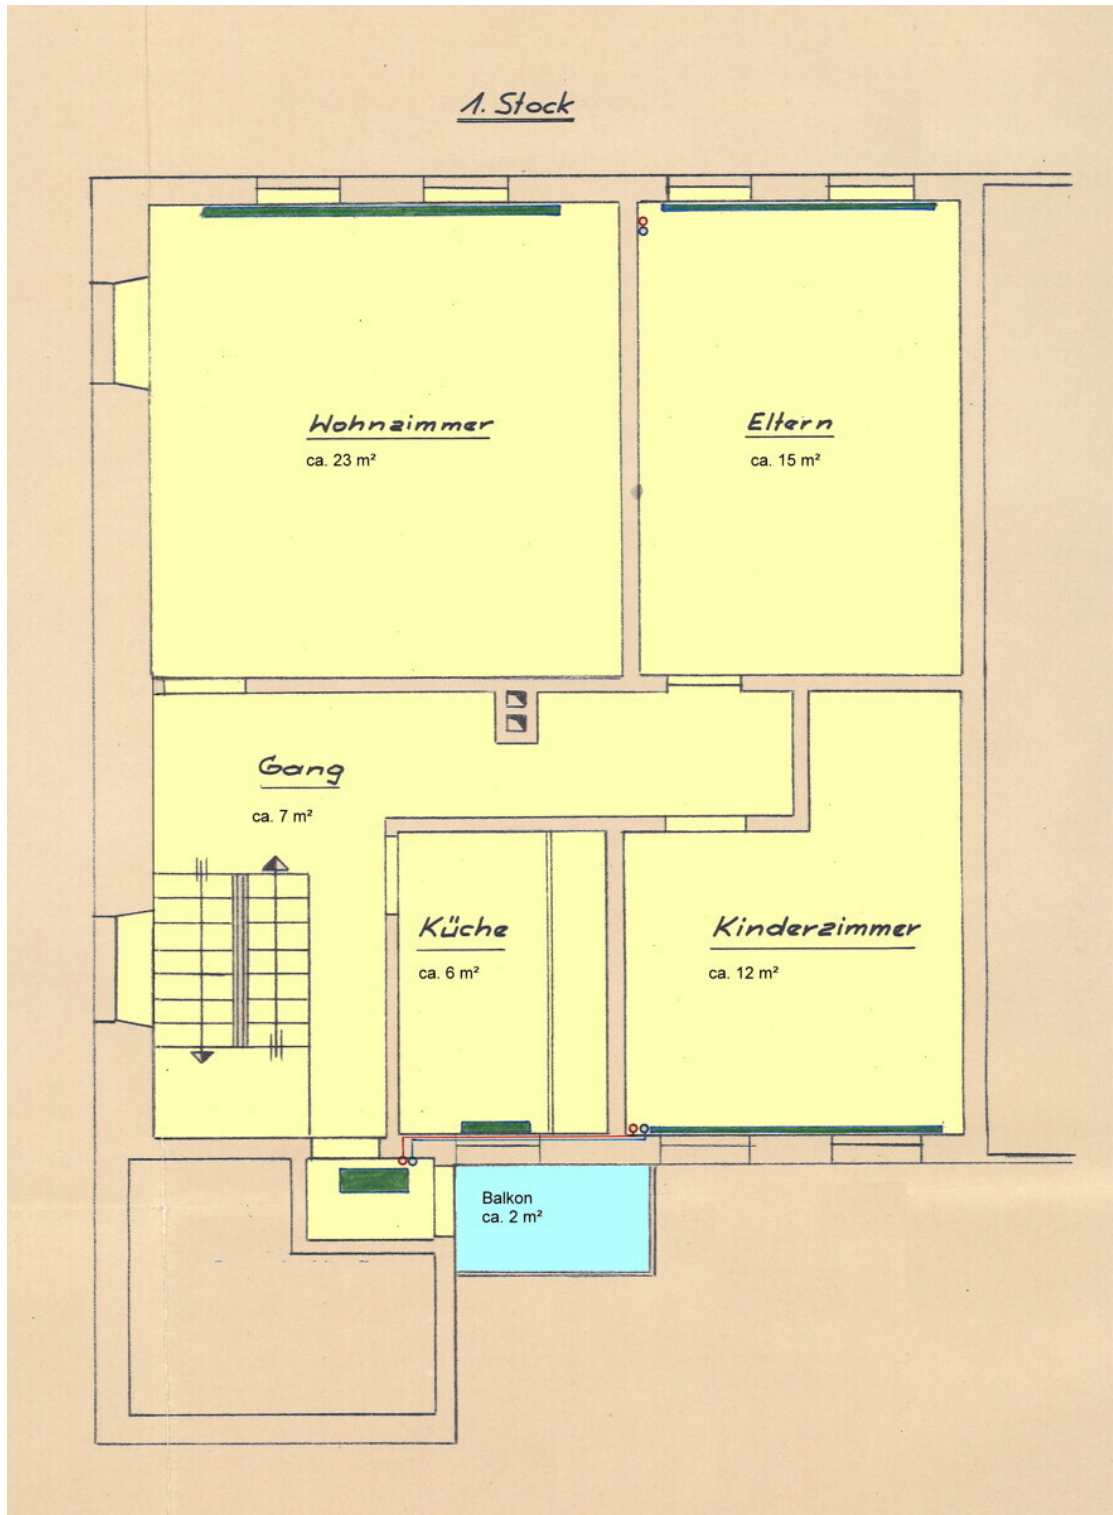 1. Stock
Wohnzimmer
ca. 23 m²
Eltern
ca. 15 m²
Gang
ca. 7 m²
Küche
ca. 6 m²
Kinderzimmer
ca. 12 m²
Balkon
ca. 2 m²